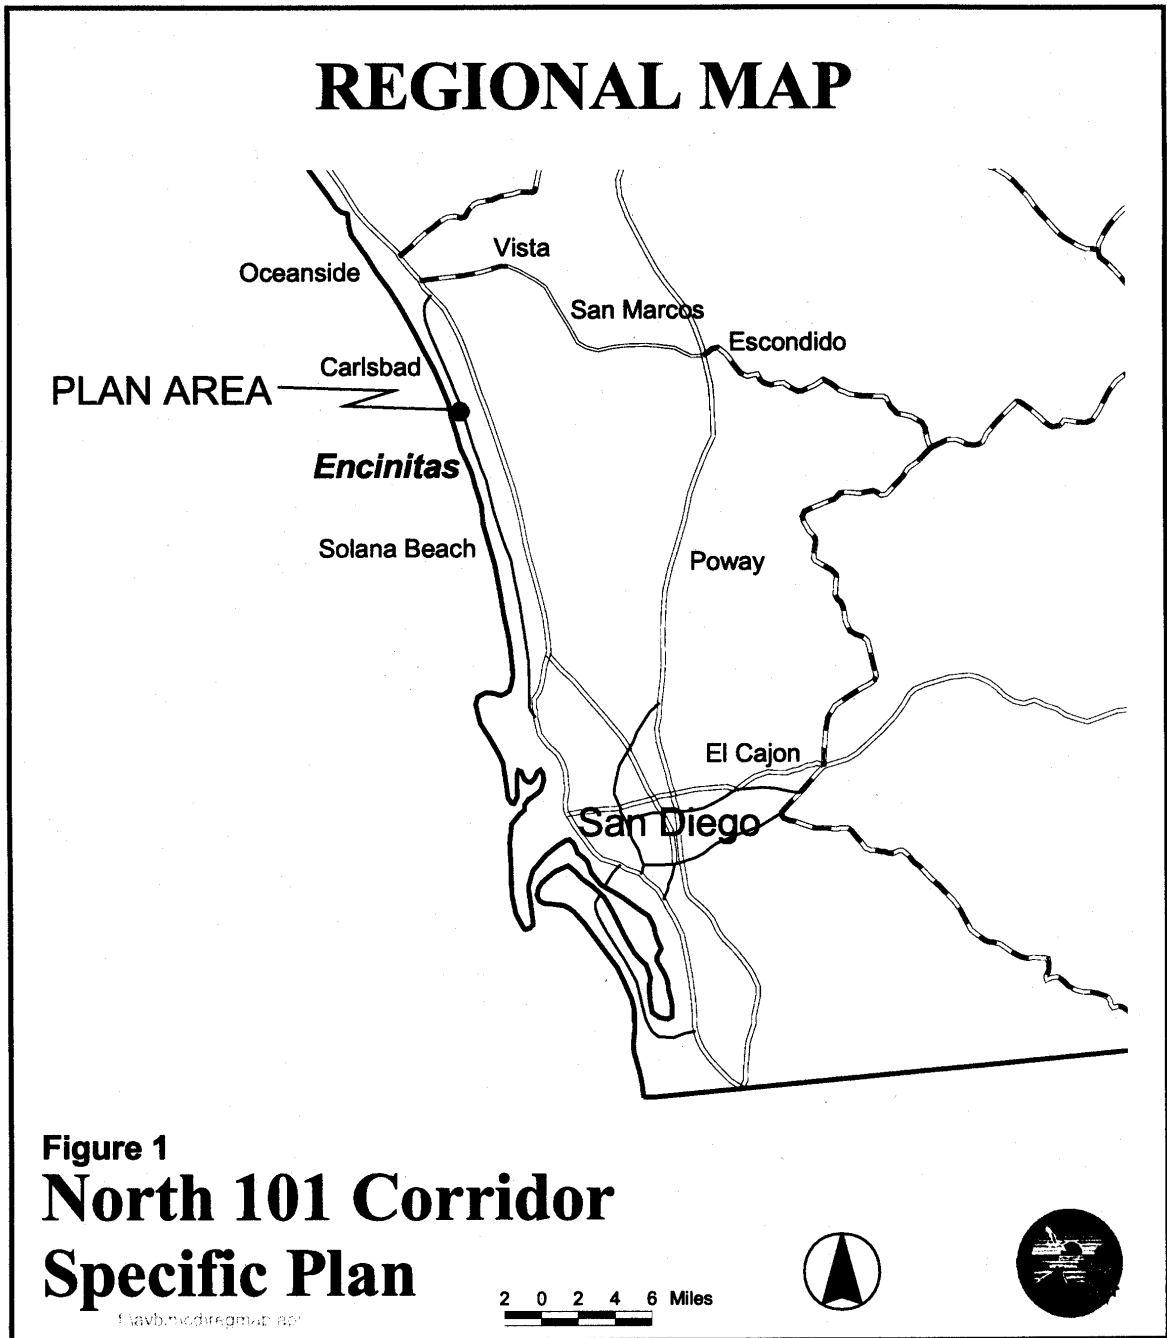 REGIONAL MAP
Vista
Oceanside
San Marcos
Escondido
Carlsbad
PLAN AREA
Encinitas
Solana Beach
Poway
El Cajon
San Diego
Figure 1
North 101 Corridor
Specific Plan
2 0 2 4 6 Miles